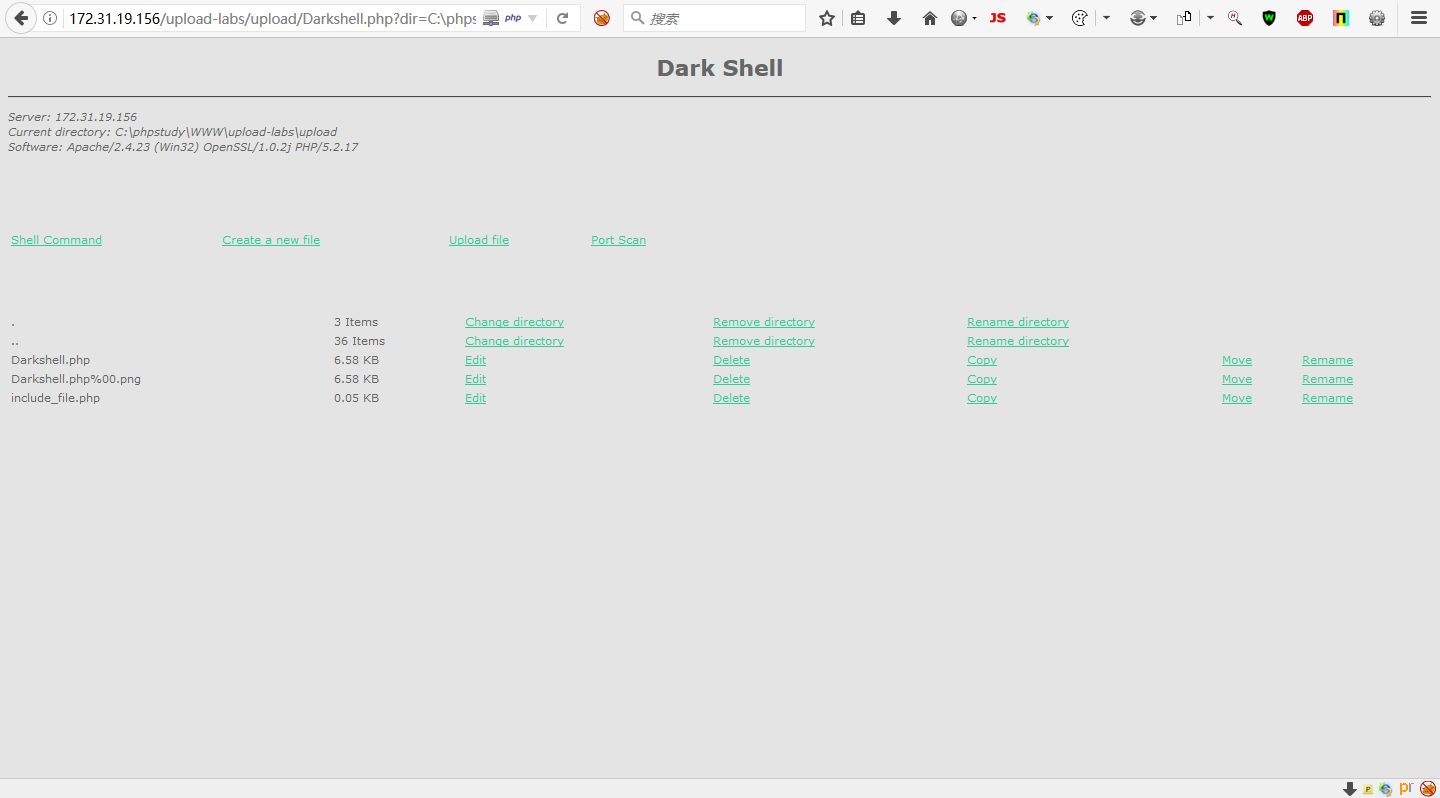 172.31.19.156/upload-labs/upload/Darkshell.php?dir=C:\phps php 搜索 JS W ABP
Dark Shell
Server: 172.31.19.156
Current directory: C:\phpstudy\WWW\upload-labs\upload
Software: Apache/2.4.23 (Win32) OpenSSL/1.0.2j PHP/5.2.17
Shell Command Create a new file Upload file Port Scan
. 3 Items Change directory Remove directory Rename directory
.. 36 Items Change directory Remove directory Rename directory
Darkshell.php 6.58 KB Edit Delete Copy Move Rename
Darkshell.php%00.png 6.58 KB Edit Delete Copy Move Rename
include_file.php 0.05 KB Edit Delete Copy Move Rename
P pr